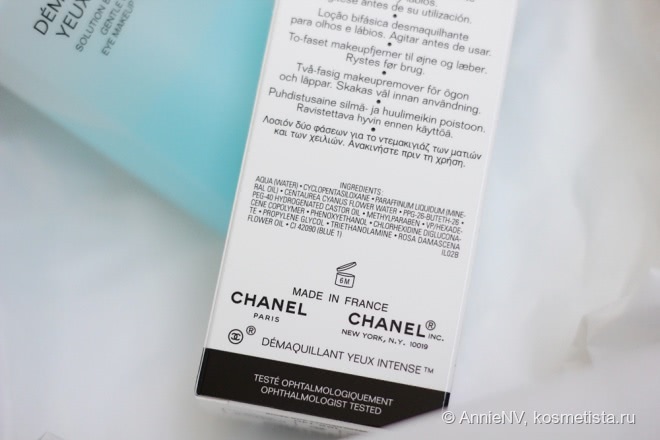 DÉM
YEUX
SOLUTION B
GENTLE
EYE MAKEUP
antes de su utilización.
Loção bifásica desmaquilhante
para olhos e lábios. Agitar antes de usar.
To-faset makeupfjerner til øjne og læber.
Rystes før brug.
Två-fasig makeupremover för ögon
och läppar. Skakas väl innan användning.
Puhdistusaine silmä- ja huulimeikin poistoon.
Ravistettava hyvin ennen käyttöä.
Λοσιόν δύο φάσεων για το ντεμακιγιάζ των ματιών
και των χειλιών. Ανακινήστε πριν τη χρήση.
INGREDIENTS:
AQUA (WATER) • CYCLOPENTASILOXANE • PARAFFINUM LIQUIDUM (MINE-
RAL OIL) • CENTAUREA CYANUS FLOWER WATER • PPG-26-BUTETH-26 •
PEG-40 HYDROGENATED CASTOR OIL • METHYLPARABEN • VP/HEXADE-
CENE COPOLYMER • PHENOXYETHANOL • CHLORHEXIDINE DIGLUCONA-
TE • PROPYLENE GLYCOL • TRIETHANOLAMINE • ROSA DAMASCENA
FLOWER OIL • CI 42090 (BLUE 1)
IL02B
6M
MADE IN FRANCE
CHANEL
PARIS
CHANEL® INC.
NEW YORK, N.Y. 10019
®
DÉMAQUILLANT YEUX INTENSE™
TESTÉ OPHTALMOLOGIQUEMENT
OPHTHALMOLOGIST TESTED
© AnnieNV, kosmetista.ru